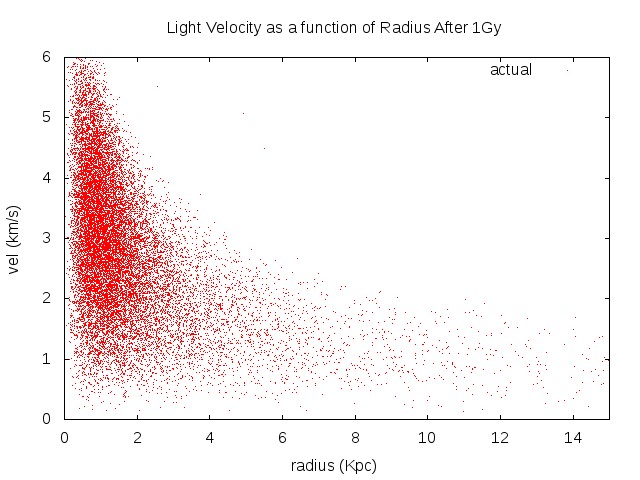 Light Velocity as a function of Radius After 1Gy
actual
6
5
4
3
2
1
0
vel (km/s)
0 2 4 6 8 10 12 14
radius (Kpc)